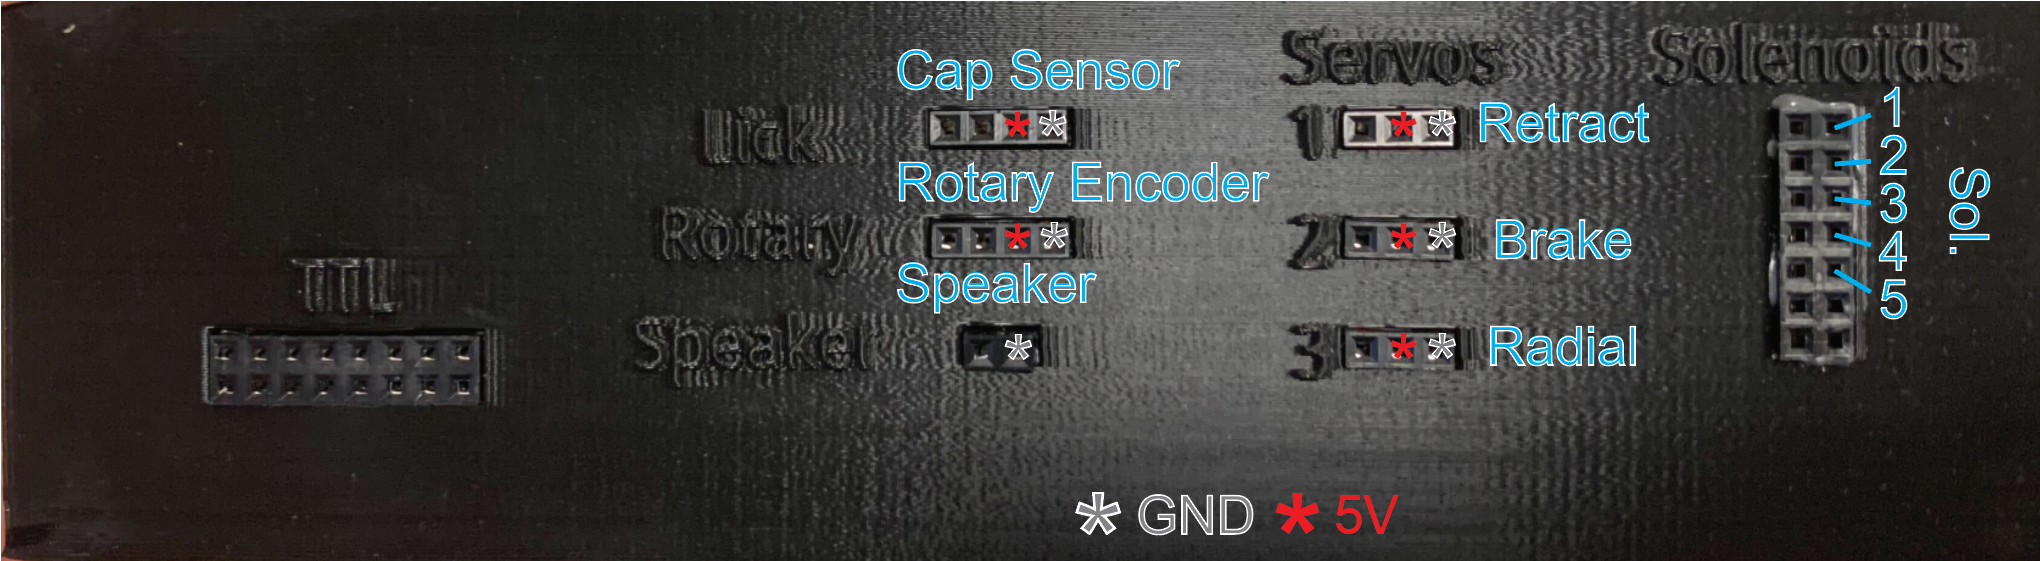 Servos
Solenoids
Cap Sensor
Lick
1
Retract
1
2
3
4
5
Sol.
Rotary Encoder
Rotary
2
Brake
TTL
Speaker
Speaker
3
Radial
* GND * 5V